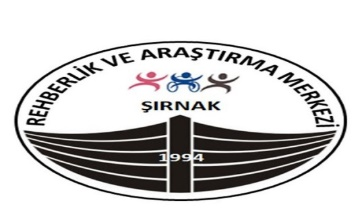 REHBERLİK VE ARAŞTIRMA MERKEZİ
ŞIRNAK
1994